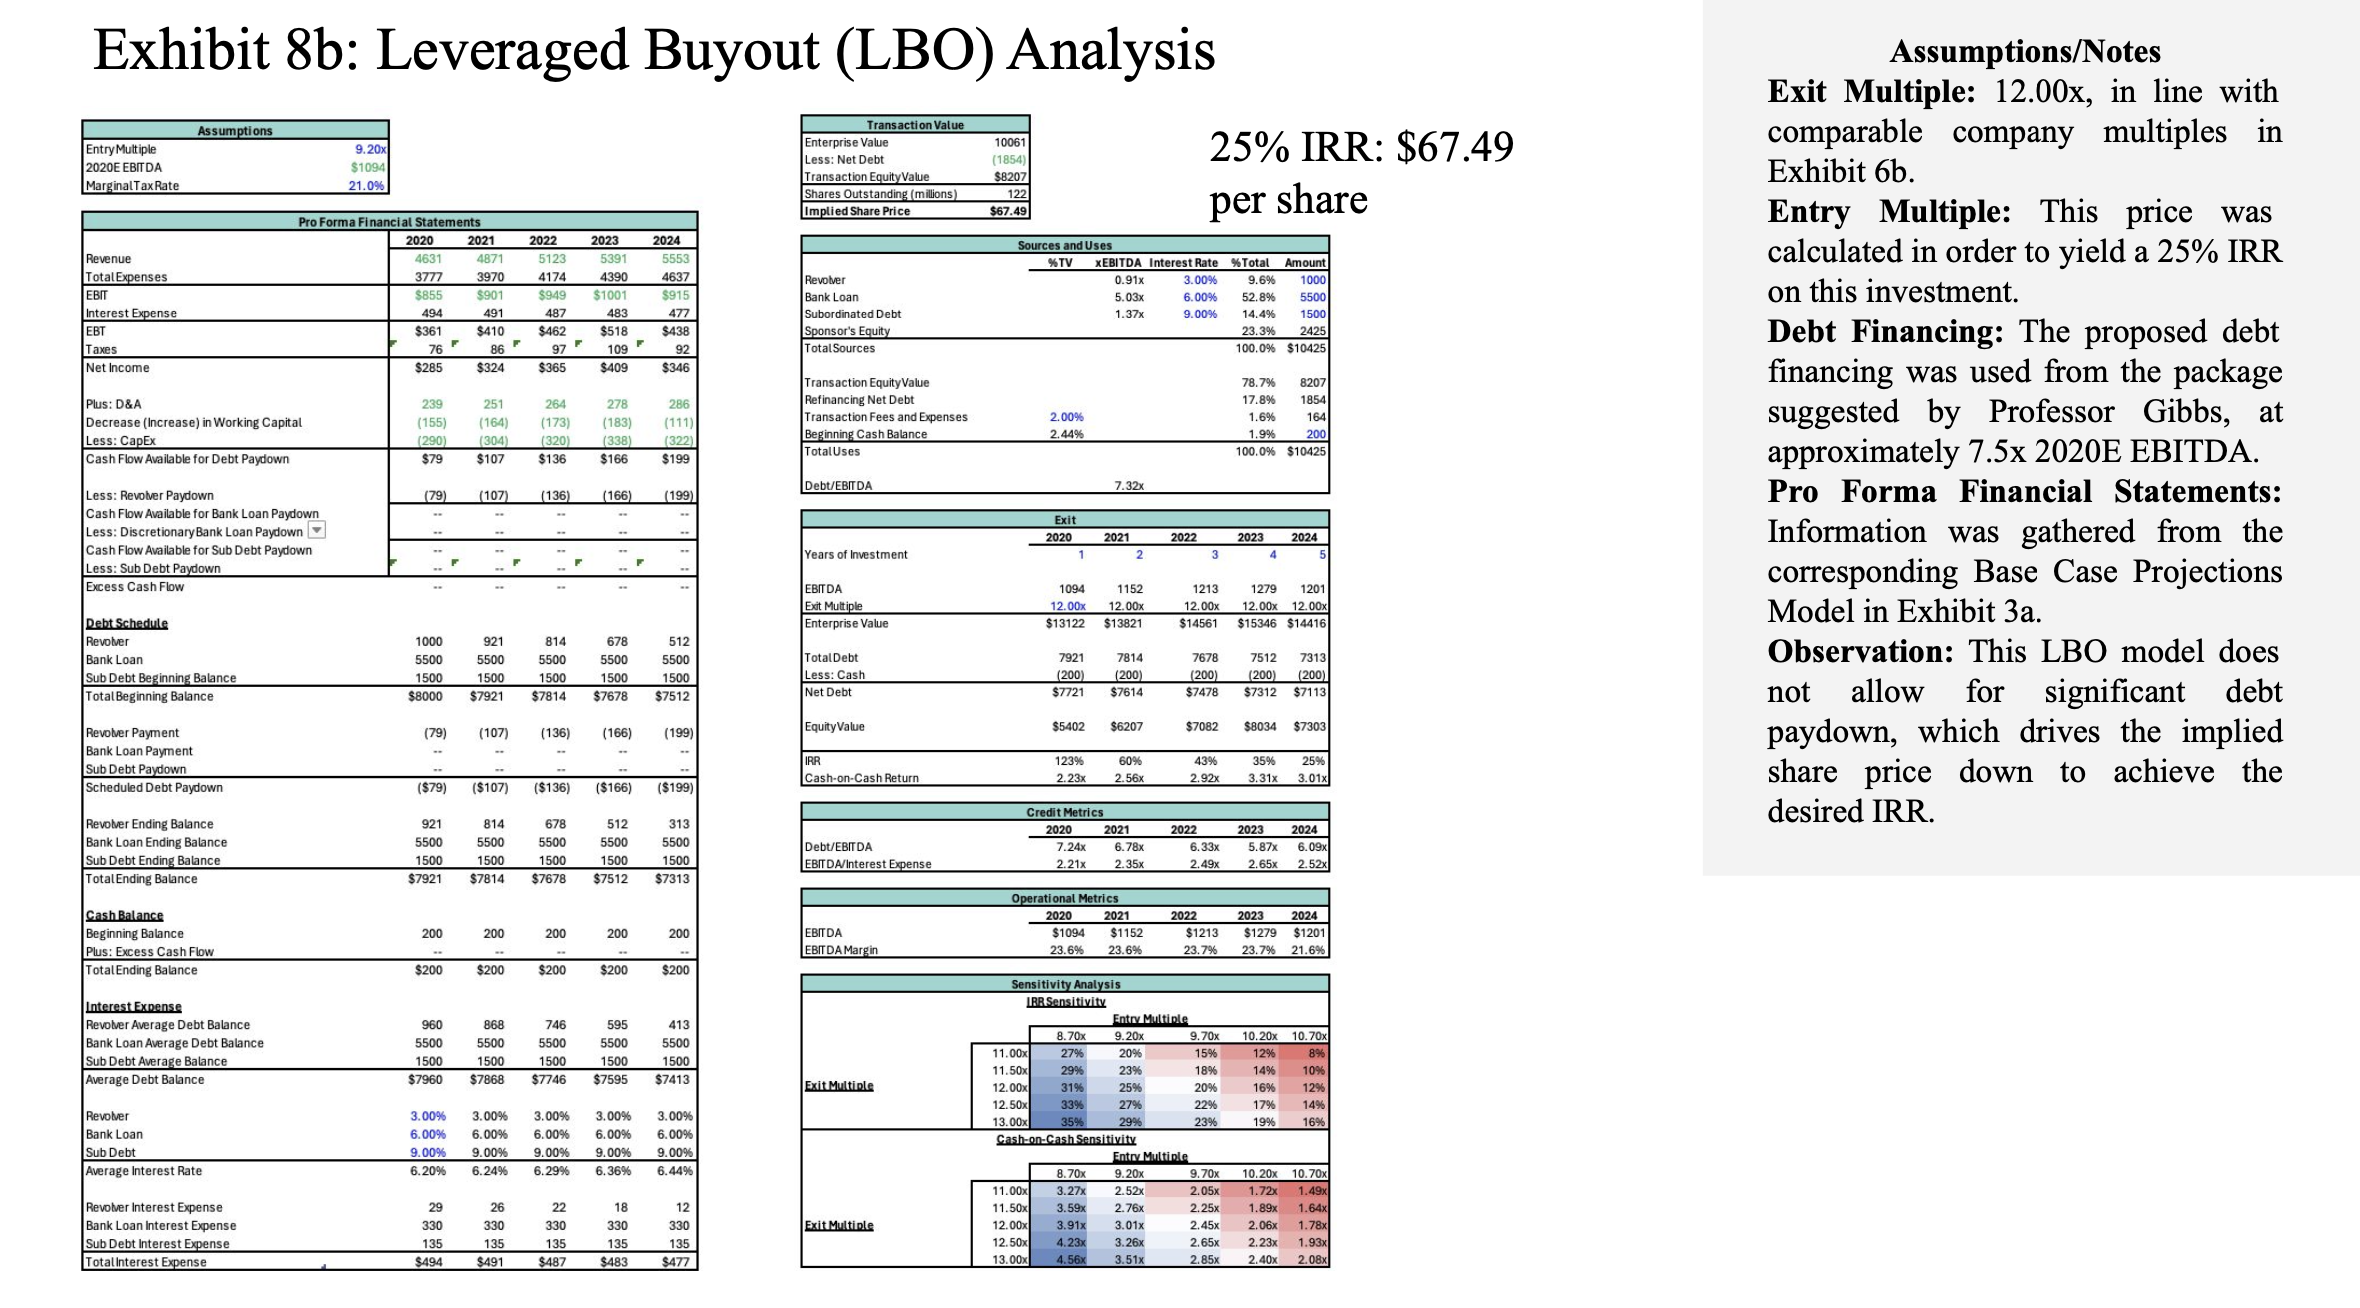 Exhibit 8b: Leveraged Buyout (LBO) Analysis
Assumptions
Entry Multiple 9.20x
2020E EBITDA $1094
Marginal Tax Rate 21.0%
Pro Forma Financial Statements
2020 2021 2022 2023 2024
Revenue 4631 4871 5123 5391 5553
Total Expenses 3777 3970 4174 4390 4637
EBIT $855 $901 $949 $1001 $915
Interest Expense 494 491 487 483 477
EBT $361 $410 $462 $518 $438
Taxes 76 86 97 109 92
Net Income $285 $324 $365 $409 $346
Plus: D&A 239 251 264 278 286
Decrease (Increase) in Working Capital (155) (164) (173) (183) (111)
Less: CapEx (290) (304) (320) (338) (322)
Cash Flow Available for Debt Paydown $79 $107 $136 $166 $199
Less: Revolver Paydown (79) (107) (136) (166) (199)
Cash Flow Available for Bank Loan Paydown -- -- -- -- --
Less: Discretionary Bank Loan Paydown -- -- -- -- --
Cash Flow Available for Sub Debt Paydown -- -- -- -- --
Less: Sub Debt Paydown -- -- -- -- --
Excess Cash Flow -- -- -- -- --
Debt Schedule
Revolver 1000 921 814 678 512
Bank Loan 5500 5500 5500 5500 5500
Sub Debt Beginning Balance 1500 1500 1500 1500 1500
Total Beginning Balance $8000 $7921 $7814 $7678 $7512
Revolver Payment (79) (107) (136) (166) (199)
Bank Loan Payment -- -- -- -- --
Sub Debt Paydown -- -- -- -- --
Scheduled Debt Paydown ($79) ($107) ($136) ($166) ($199)
Revolver Ending Balance 921 814 678 512 313
Bank Loan Ending Balance 5500 5500 5500 5500 5500
Sub Debt Ending Balance 1500 1500 1500 1500 1500
Total Ending Balance $7921 $7814 $7678 $7512 $7313
Cash Balance
Beginning Balance 200 200 200 200 200
Plus: Excess Cash Flow -- -- -- -- --
Total Ending Balance $200 $200 $200 $200 $200
Interest Expense
Revolver Average Debt Balance 960 868 746 595 413
Bank Loan Average Debt Balance 5500 5500 5500 5500 5500
Sub Debt Average Balance 1500 1500 1500 1500 1500
Average Debt Balance $7960 $7868 $7746 $7595 $7413
Revolver 3.00% 3.00% 3.00% 3.00% 3.00%
Bank Loan 6.00% 6.00% 6.00% 6.00% 6.00%
Sub Debt 9.00% 9.00% 9.00% 9.00% 9.00%
Average Interest Rate 6.20% 6.24% 6.29% 6.36% 6.44%
Revolver Interest Expense 29 26 22 18 12
Bank Loan Interest Expense 330 330 330 330 330
Sub Debt Interest Expense 135 135 135 135 135
Total Interest Expense $494 $491 $487 $483 $477
Transaction Value
Enterprise Value 10061
Less: Net Debt (1854)
Transaction Equity Value $8207
Shares Outstanding (millions) 122
Implied Share Price $67.49
25% IRR: $67.49
per share
Sources and Uses
%TV xEBITDA Interest Rate %Total Amount
Revolver 0.91x 3.00% 9.6% 1000
Bank Loan 5.03x 6.00% 52.8% 5500
Subordinated Debt 1.37x 9.00% 14.4% 1500
Sponsor's Equity 23.3% 2425
Total Sources 100.0% $10425
Transaction Equity Value 78.7% 8207
Refinancing Net Debt 17.8% 1854
Transaction Fees and Expenses 2.00% 1.6% 164
Beginning Cash Balance 2.44% 1.9% 200
Total Uses 100.0% $10425
Debt/EBITDA 7.32x
Exit
2020 2021 2022 2023 2024
Years of Investment 1 2 3 4 5
EBITDA 1094 1152 1213 1279 1201
Exit Multiple 12.00x 12.00x 12.00x 12.00x 12.00x
Enterprise Value $13122 $13821 $14561 $15346 $14416
Total Debt 7921 7814 7678 7512 7313
Less: Cash (200) (200) (200) (200) (200)
Net Debt $7721 $7614 $7478 $7312 $7113
Equity Value $5402 $6207 $7082 $8034 $7303
IRR 123% 60% 43% 35% 25%
Cash-on-Cash Return 2.23x 2.56x 2.92x 3.31x 3.01x
Credit Metrics
2020 2021 2022 2023 2024
Debt/EBITDA 7.24x 6.78x 6.33x 5.87x 6.09x
EBITDA/Interest Expense 2.21x 2.35x 2.49x 2.65x 2.52x
Operational Metrics
2020 2021 2022 2023 2024
EBITDA $1094 $1152 $1213 $1279 $1201
EBITDA Margin 23.6% 23.6% 23.7% 23.7% 21.6%
Sensitivity Analysis
IRR Sensitivity
Entry Multiple
8.70x 9.20x 9.70x 10.20x 10.70x
11.00x 27% 20% 15% 12% 8%
11.50x 29% 23% 18% 14% 10%
Exit Multiple 12.00x 31% 25% 20% 16% 12%
12.50x 33% 27% 22% 17% 14%
13.00x 35% 29% 23% 19% 16%
Cash-on-Cash Sensitivity
Entry Multiple
8.70x 9.20x 9.70x 10.20x 10.70x
11.00x 3.27x 2.52x 2.05x 1.72x 1.49x
11.50x 3.59x 2.76x 2.25x 1.89x 1.64x
Exit Multiple 12.00x 3.91x 3.01x 2.45x 2.06x 1.78x
12.50x 4.23x 3.26x 2.65x 2.23x 1.93x
13.00x 4.56x 3.51x 2.85x 2.40x 2.08x
Assumptions/Notes
Exit Multiple: 12.00x, in line with
comparable company multiples in
Exhibit 6b.
Entry Multiple: This price was
calculated in order to yield a 25% IRR
on this investment.
Debt Financing: The proposed debt
financing was used from the package
suggested by Professor Gibbs, at
approximately 7.5x 2020E EBITDA.
Pro Forma Financial Statements:
Information was gathered from the
corresponding Base Case Projections
Model in Exhibit 3a.
Observation: This LBO model does
not allow for significant debt
paydown, which drives the implied
share price down to achieve the
desired IRR.